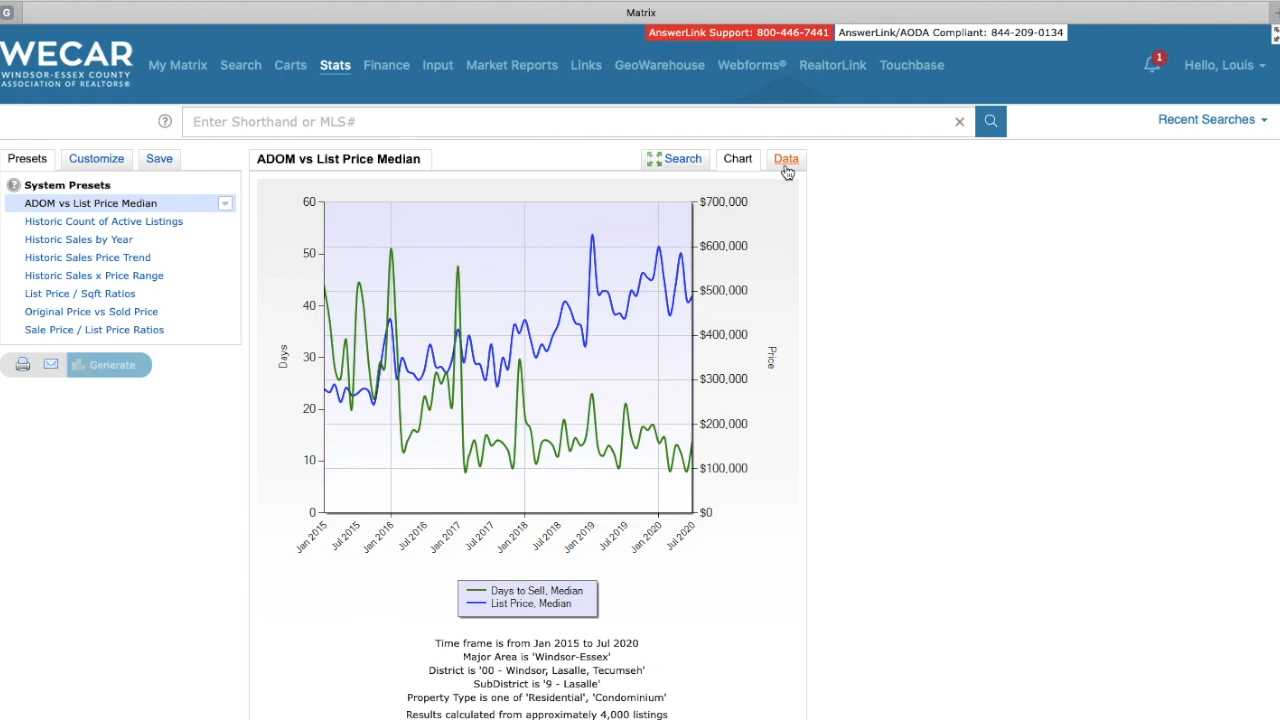 G
Matrix
AnswerLink Support: 800-446-7441 AnswerLink/AODA Compliant: 844-209-0134
WECAR
WINDSOR-ESSEX COUNTY
ASSOCIATION OF REALTORS®
My Matrix Search Carts Stats Finance Input Market Reports Links GeoWarehouse Webforms® RealtorLink Touchbase
1
Hello, Louis
? Enter Shorthand or MLS# ×
Recent Searches
Presets Customize Save
ADOM vs List Price Median Search Chart Data
? System Presets
ADOM vs List Price Median
Historic Count of Active Listings
Historic Sales by Year
Historic Sales Price Trend
Historic Sales x Price Range
List Price / Sqft Ratios
Original Price vs Sold Price
Sale Price / List Price Ratios
Generate
60 $700,000
$600,000
50
$500,000
40
$400,000
Days 30 Price
$300,000
20 $200,000
10 $100,000
0 $0
Jan 2015 Jul 2015 Jan 2016 Jul 2016 Jan 2017 Jul 2017 Jan 2018 Jul 2018 Jan 2019 Jul 2019 Jan 2020 Jul 2020
Days to Sell, Median
List Price, Median
Time frame is from Jan 2015 to Jul 2020
Major Area is 'Windsor-Essex'
District is '00 - Windsor, Lasalle, Tecumseh'
SubDistrict is '9 - Lasalle'
Property Type is one of 'Residential', 'Condominium'
Results calculated from approximately 4,000 listings